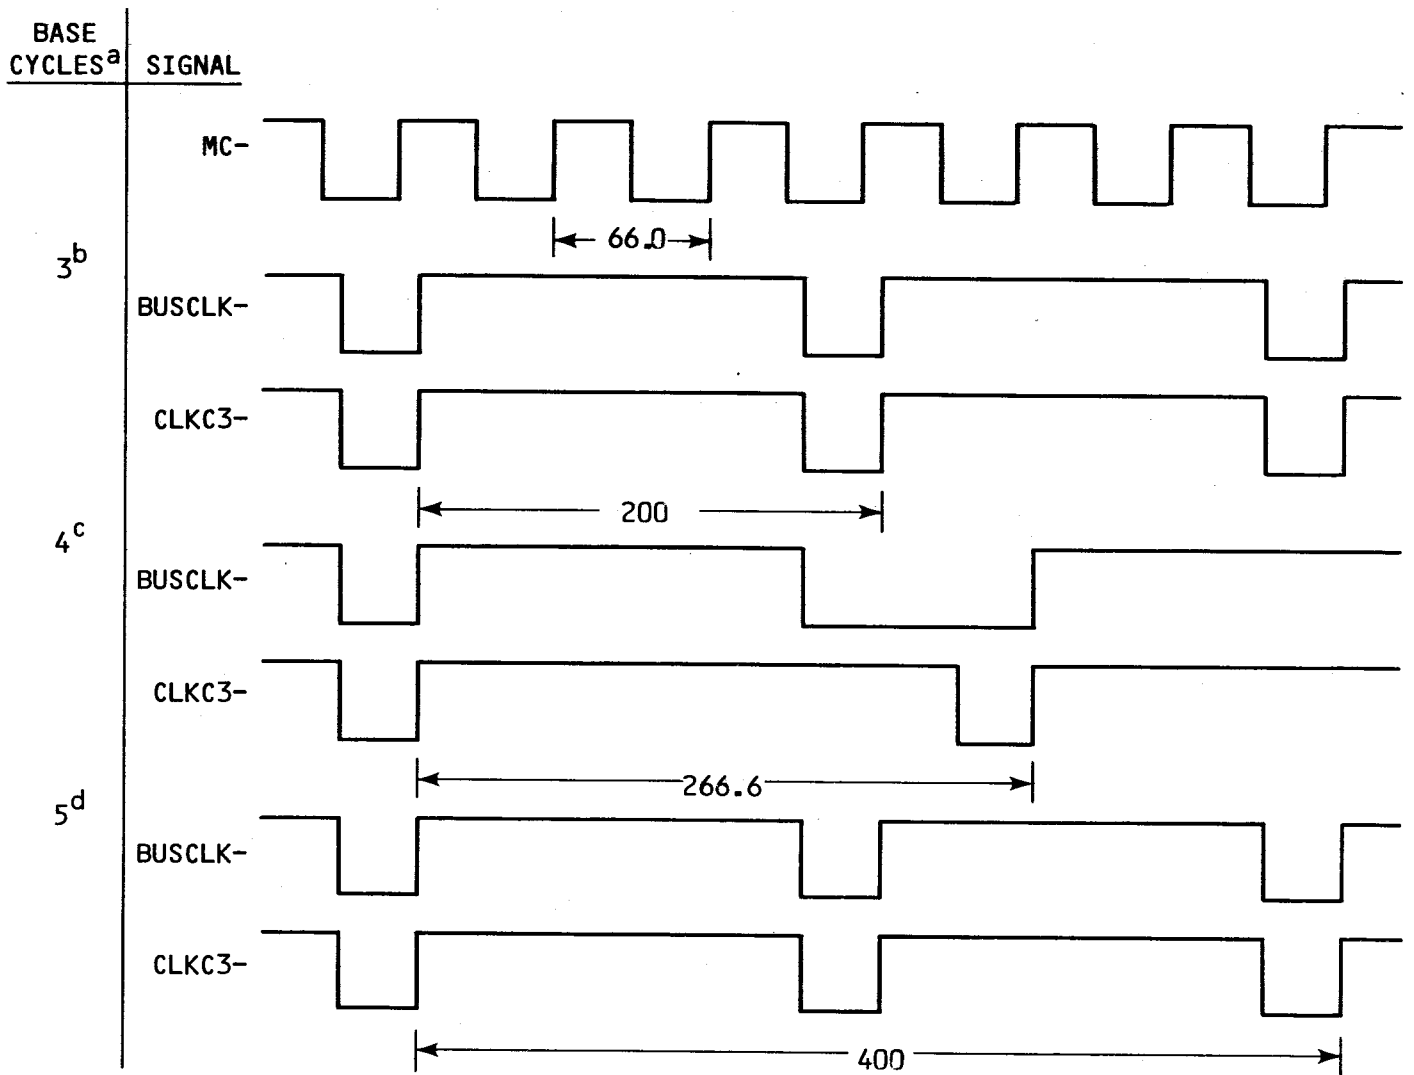 BASE
CYCLESa SIGNAL
MC-
66.0
3b
BUSCLK-
CLKC3-
200
4c
BUSCLK-
CLKC3-
266.6
5d
BUSCLK-
CLKC3-
400